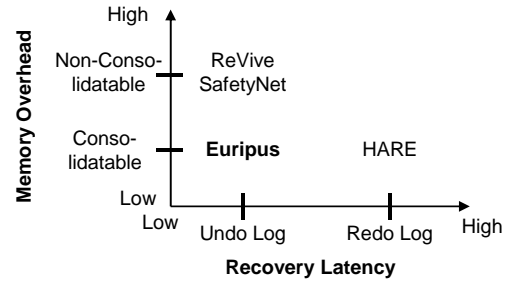 High
Memory Overhead
Non-Conso-
lidatable
ReVive
SafetyNet
Conso-
lidatable
Euripus
HARE
Low
Low
Undo Log
Redo Log
High
Recovery Latency